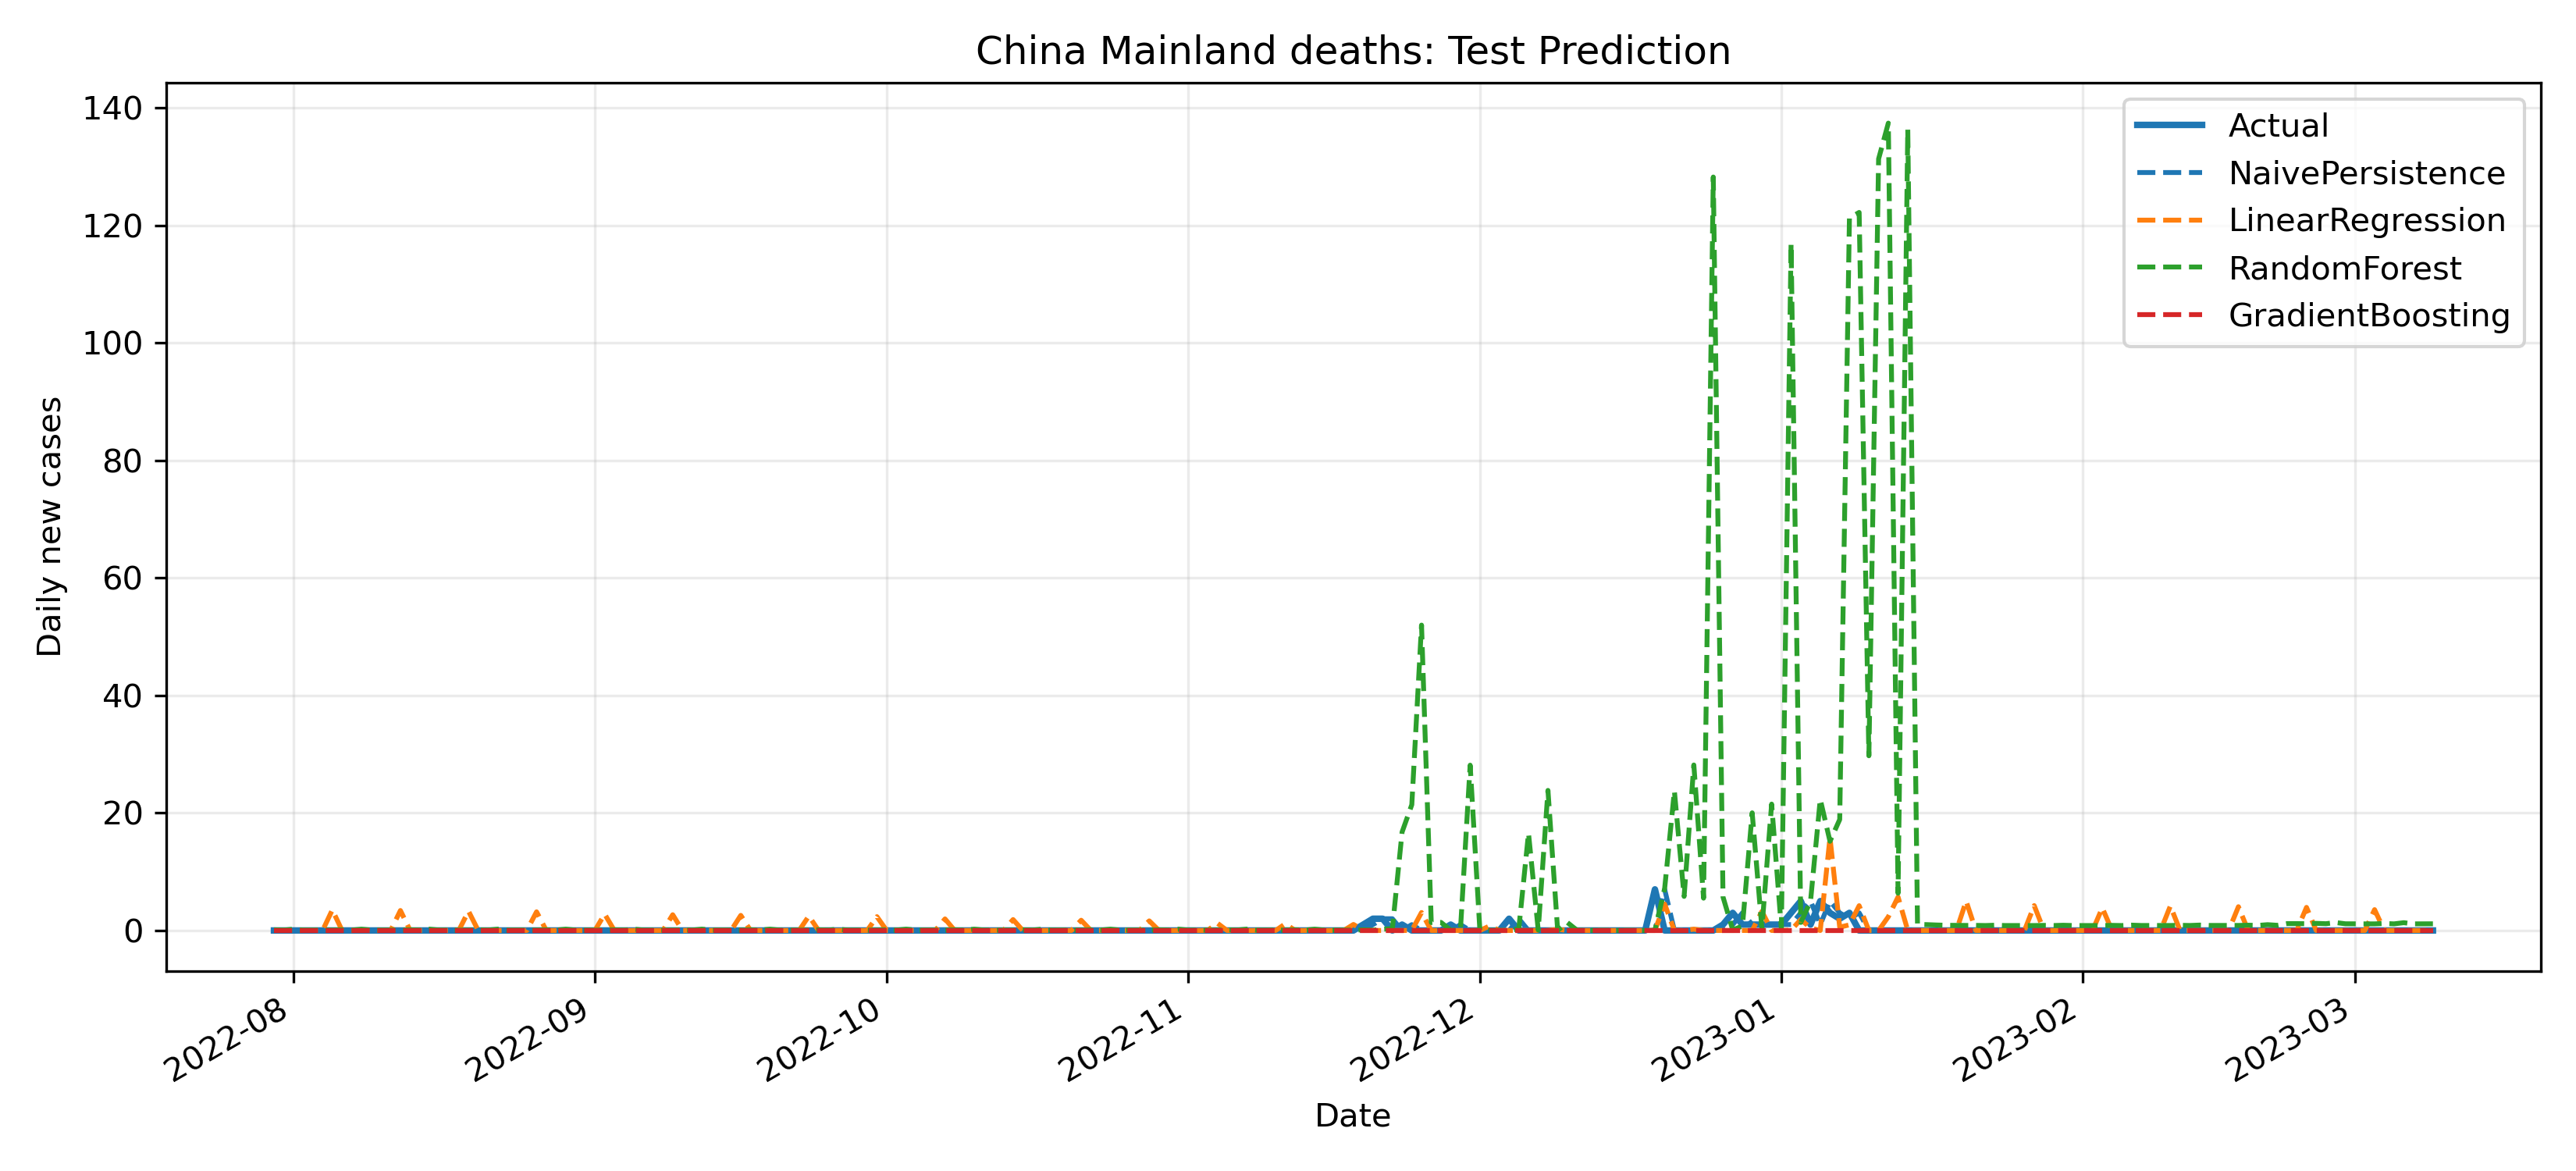 China Mainland deaths: Test Prediction
140
120
100
80
60
40
20
0
Daily new cases
Actual
NaivePersistence
LinearRegression
RandomForest
GradientBoosting
2022-08
2022-09
2022-10
2022-11
2022-12
2023-01
2023-02
2023-03
Date